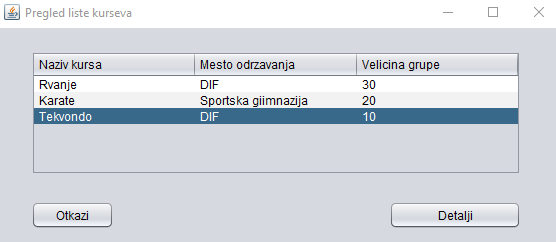 Pregled liste kurseva
Naziv kursa Mesto odrzavanja Velicina grupe
Rvanje DIF 30
Karate Sportska giimnazija 20
Tekvondo DIF 10
Otkazi Detalji